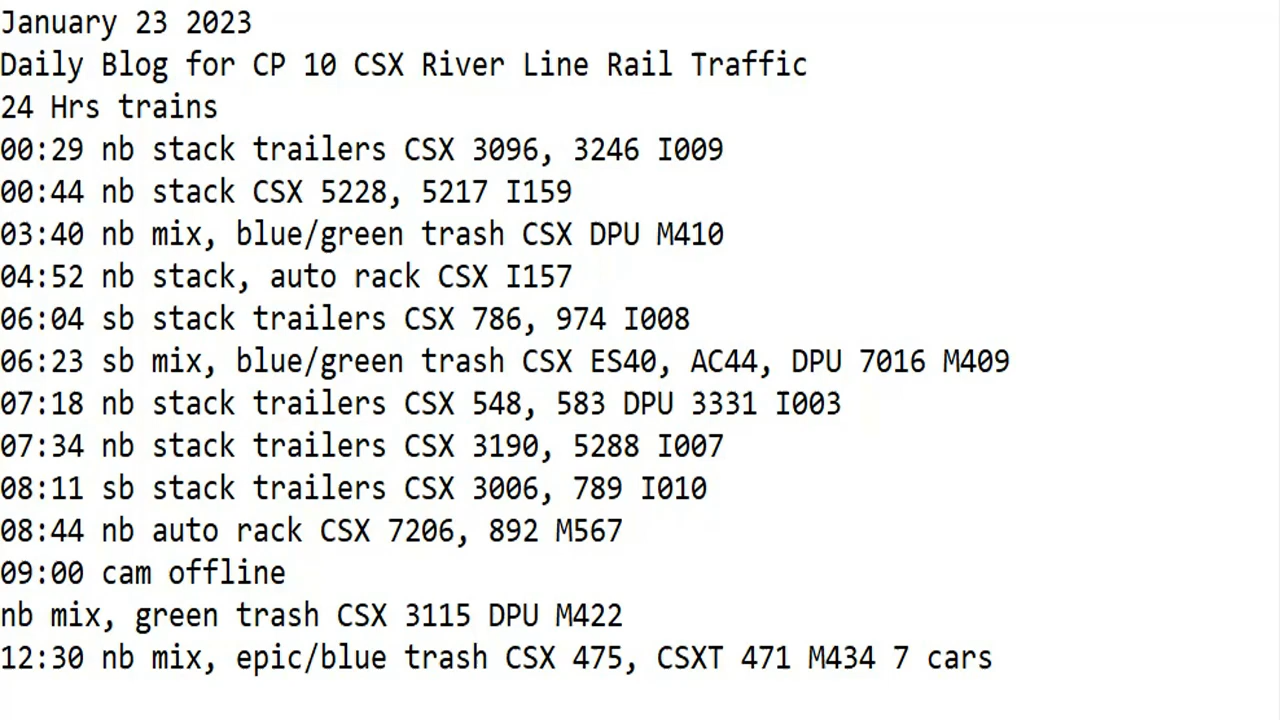 January 23 2023
Daily Blog for CP 10 CSX River Line Rail Traffic
24 Hrs trains
00:29 nb stack trailers CSX 3096, 3246 I009
00:44 nb stack CSX 5228, 5217 I159
03:40 nb mix, blue/green trash CSX DPU M410
04:52 nb stack, auto rack CSX I157
06:04 sb stack trailers CSX 786, 974 I008
06:23 sb mix, blue/green trash CSX ES40, AC44, DPU 7016 M409
07:18 nb stack trailers CSX 548, 583 DPU 3331 I003
07:34 nb stack trailers CSX 3190, 5288 I007
08:11 sb stack trailers CSX 3006, 789 I010
08:44 nb auto rack CSX 7206, 892 M567
09:00 cam offline
nb mix, green trash CSX 3115 DPU M422
12:30 nb mix, epic/blue trash CSX 475, CSXT 471 M434 7 cars